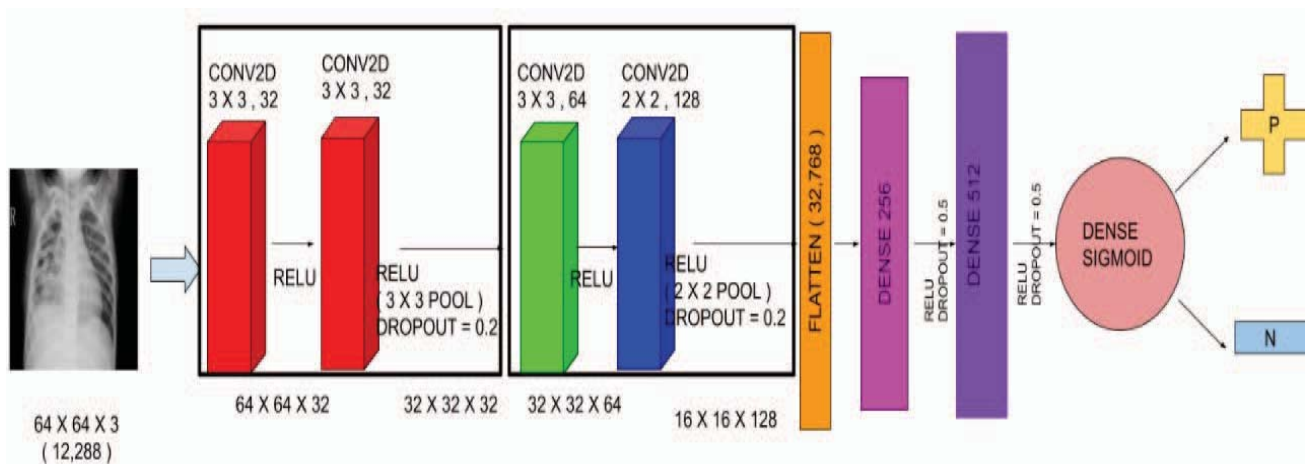 R
64 X 64 X 3
( 12,288 )
CONV2D
3 X 3 , 32
RELU
CONV2D
3 X 3 , 32
RELU
( 3 X 3 POOL )
DROPOUT = 0.2
64 X 64 X 32
32 X 32 X 32
CONV2D
3 X 3 , 64
RELU
CONV2D
2 X 2 , 128
RELU
( 2 X 2 POOL )
DROPOUT = 0.2
32 X 32 X 64
16 X 16 X 128
FLATTEN ( 32,768 )
DENSE 256
RELU
DROPOUT = 0.5
DENSE 512
RELU
DROPOUT = 0.5
DENSE
SIGMOID
P
N